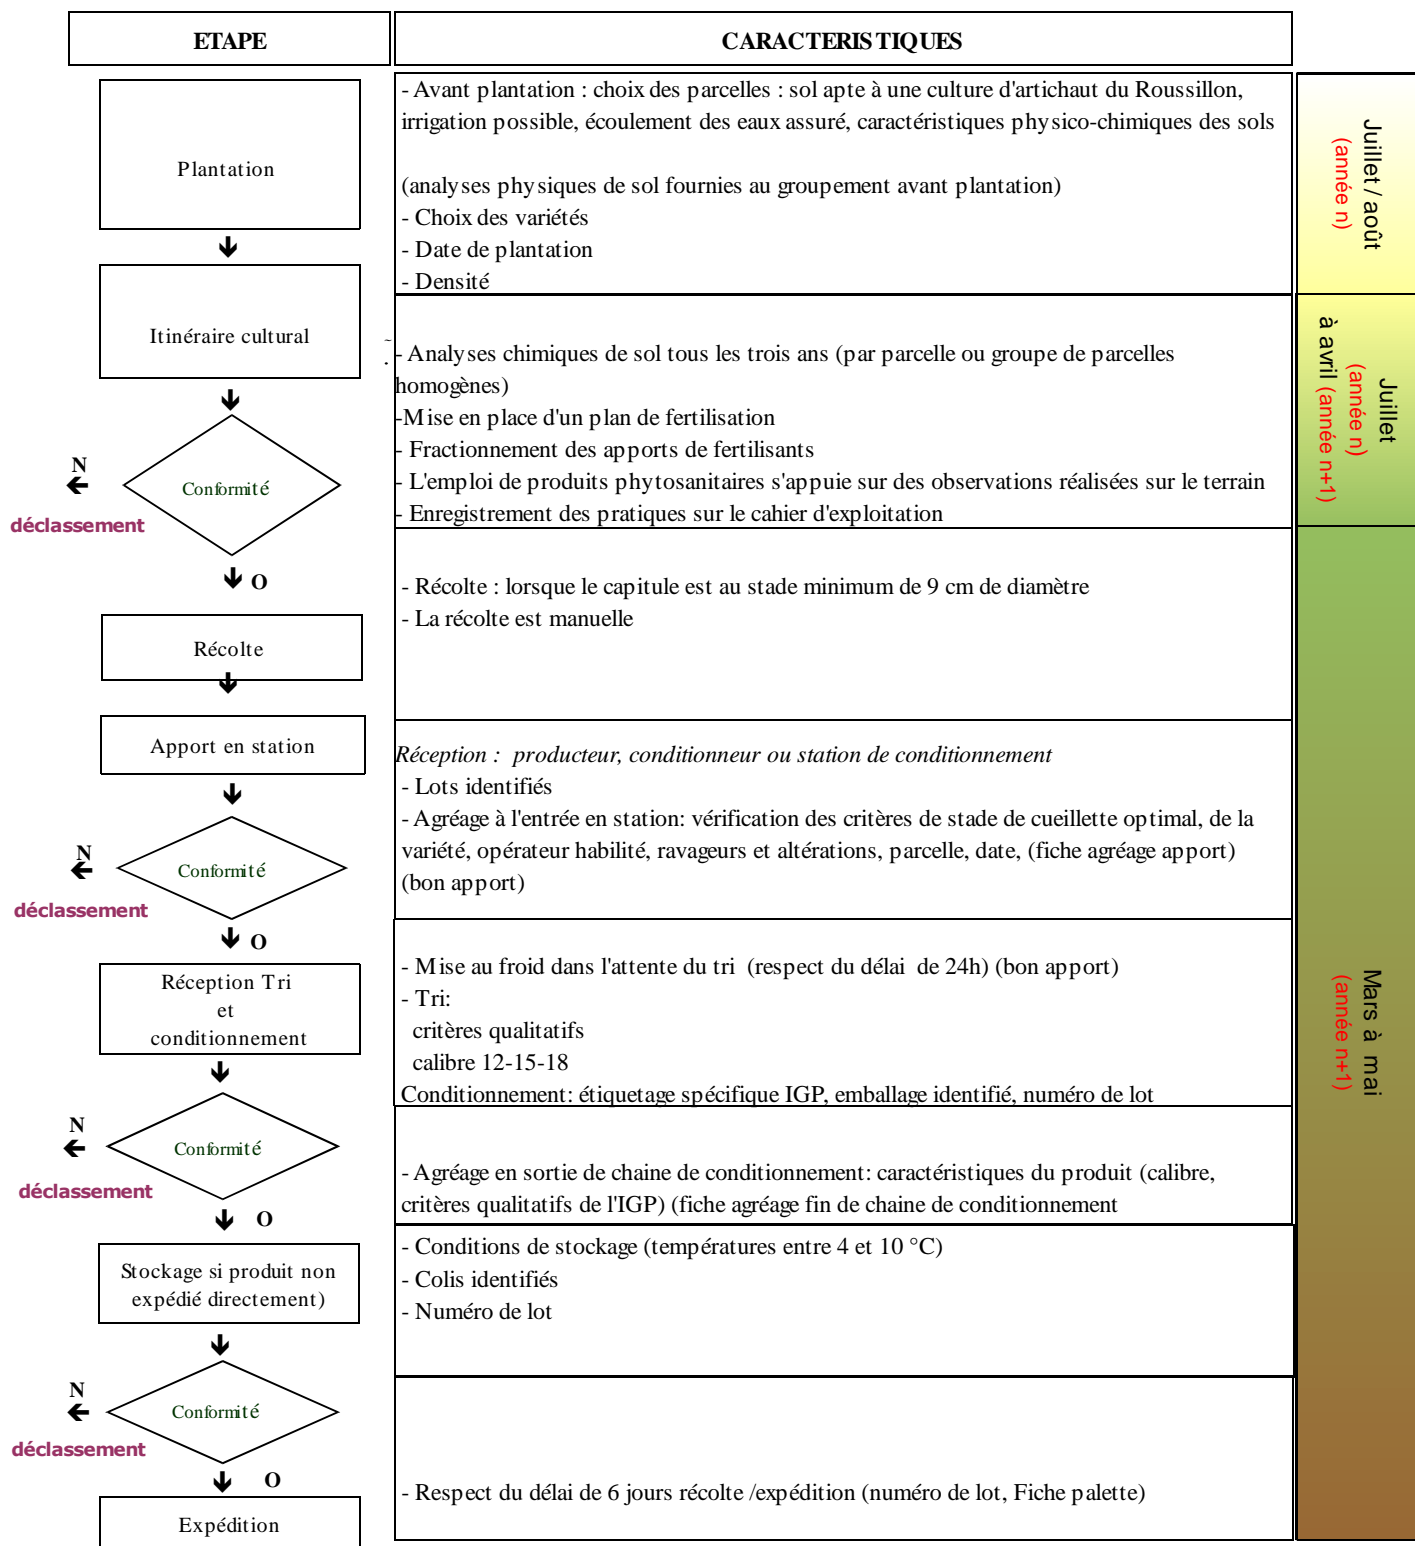 ETAPE
CARACTERISTIQUES
Plantation
- Avant plantation : choix des parcelles : sol apte à une culture d'artichaut du Roussillon,
irrigation possible, écoulement des eaux assuré, caractéristiques physico-chimiques des sols
(analyses physiques de sol fournies au groupement avant plantation)
- Choix des variétés
- Date de plantation
- Densité
Juillet / août
(année n)
Itinéraire cultural
- Analyses chimiques de sol tous les trois ans (par parcelle ou groupe de parcelles
homogènes)
-Mise en place d'un plan de fertilisation
- Fractionnement des apports de fertilisants
- L'emploi de produits phytosanitaires s'appuie sur des observations réalisées sur le terrain
- Enregistrement des pratiques sur le cahier d'exploitation
Juillet
(année n)
à avril (année n+1)
Conformité
N
déclassement
O
Récolte
- Récolte : lorsque le capitule est au stade minimum de 9 cm de diamètre
- La récolte est manuelle
Mars à mai
(année n+1)
Apport en station
Réception : producteur, conditionneur ou station de conditionnement
- Lots identifiés
- Agréage à l'entrée en station: vérification des critères de stade de cueillette optimal, de la
variété, opérateur habilité, ravageurs et altérations, parcelle, date, (fiche agréage apport)
(bon apport)
Conformité
N
déclassement
O
Réception Tri
et
conditionnement
- Mise au froid dans l'attente du tri (respect du délai de 24h) (bon apport)
- Tri:
critères qualitatifs
calibre 12-15-18
Conditionnement: étiquetage spécifique IGP, emballage identifié, numéro de lot
Conformité
N
déclassement
O
- Agréage en sortie de chaine de conditionnement: caractéristiques du produit (calibre,
critères qualitatifs de l'IGP) (fiche agréage fin de chaine de conditionnement
Stockage si produit non
expédié directement)
- Conditions de stockage (températures entre 4 et 10 °C)
- Colis identifiés
- Numéro de lot
Conformité
N
déclassement
O
Expédition
- Respect du délai de 6 jours récolte /expédition (numéro de lot, Fiche palette)